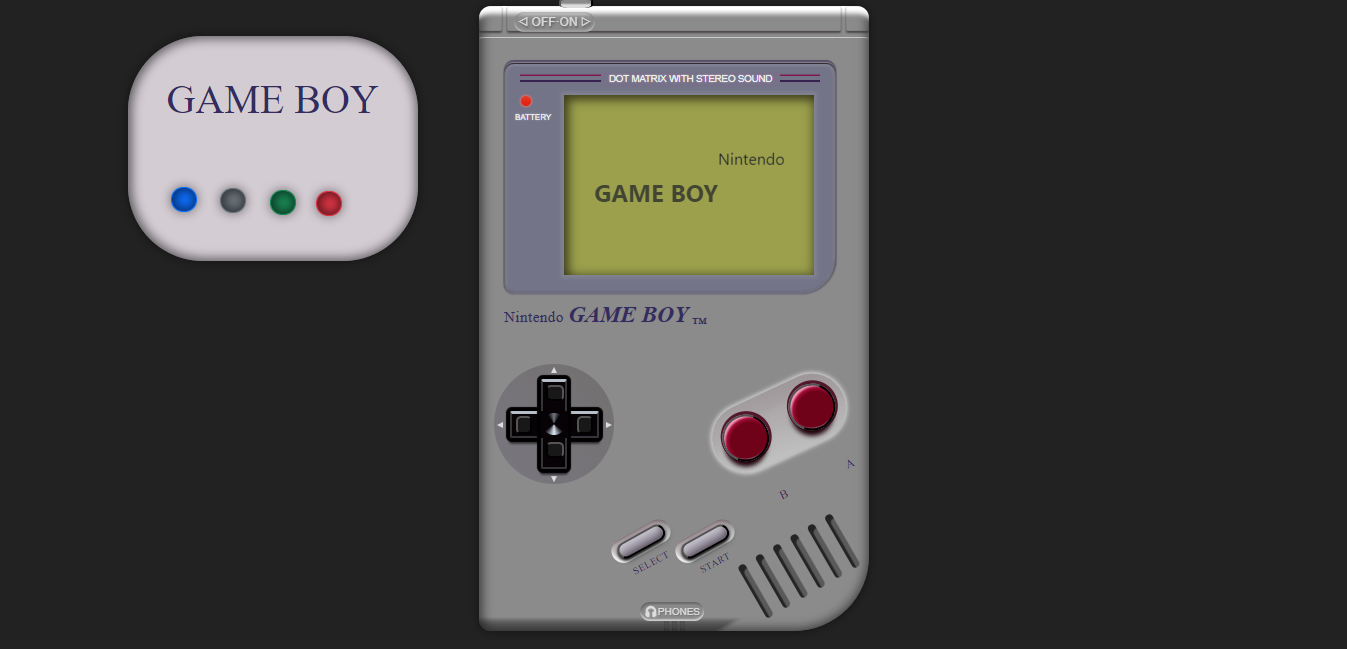 GAME BOY
OFF·ON
DOT MATRIX WITH STEREO SOUND
BATTERY
Nintendo
GAME BOY
Nintendo GAME BOY TM
A
B
SELECT
START
PHONES